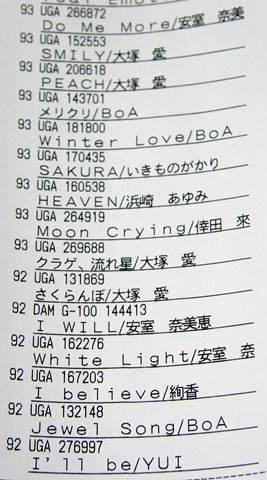 93 UGA 266872
Do Me More/安室 奈美
93 UGA 152553
SMILY/大塚 愛
93 UGA 206618
PEACH/大塚 愛
93 UGA 143701
メリクリ/BoA
93 UGA 181800
Winter Love/BoA
93 UGA 170435
SAKURA/いきものがかり
93 UGA 160538
HEAVEN/浜崎 あゆみ
93 UGA 264919
Moon Crying/倖田 來
93 UGA 269688
クラゲ、流れ星/大塚 愛
92 UGA 131869
さくらんぼ/大塚 愛
92 DAM G-100 144413
I WILL/安室 奈美恵
92 UGA 162276
White Light/安室 奈
92 UGA 167203
I believe/絢香
92 UGA 132148
Jewel Song/BoA
92 UGA 276997
I'll be/YUI